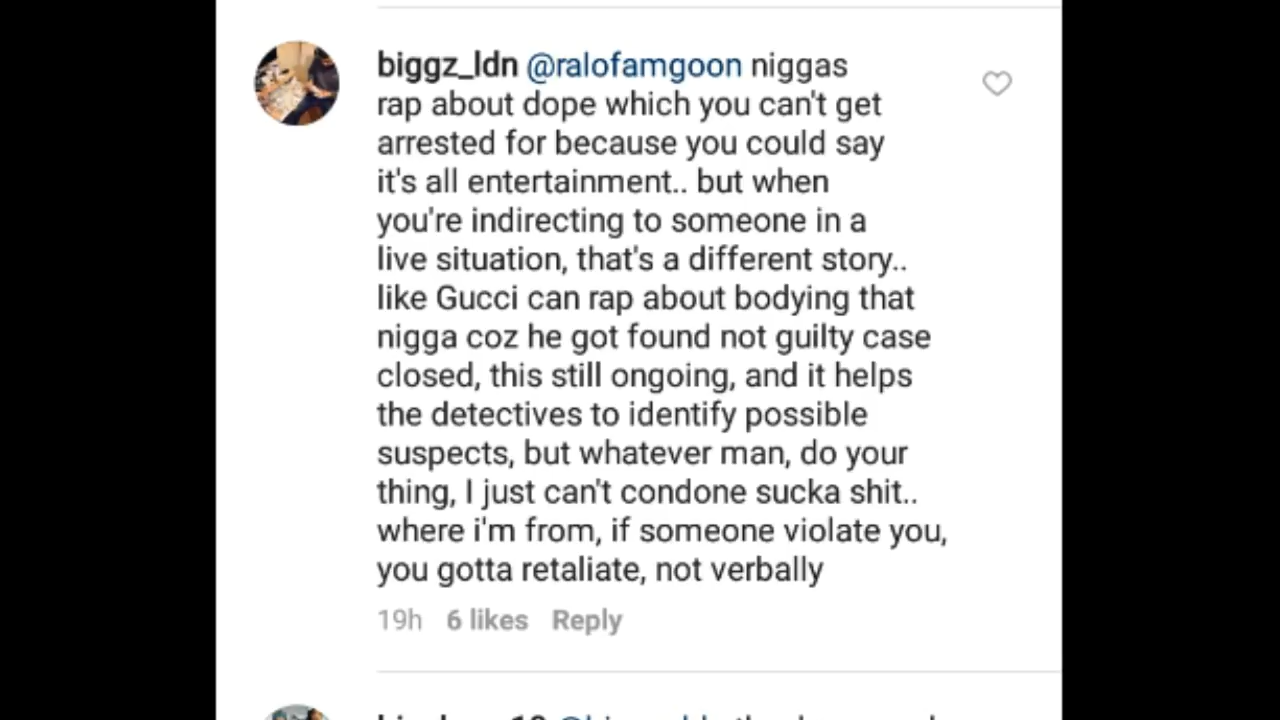 biggz_ldn @ralofamgoon niggas
rap about dope which you can't get
arrested for because you could say
it's all entertainment.. but when
you're indirecting to someone in a
live situation, that's a different story..
like Gucci can rap about bodying that
nigga coz he got found not guilty case
closed, this still ongoing, and it helps
the detectives to identify possible
suspects, but whatever man, do your
thing, I just can't condone sucka shit..
where i'm from, if someone violate you,
you gotta retaliate, not verbally
19h 6 likes Reply